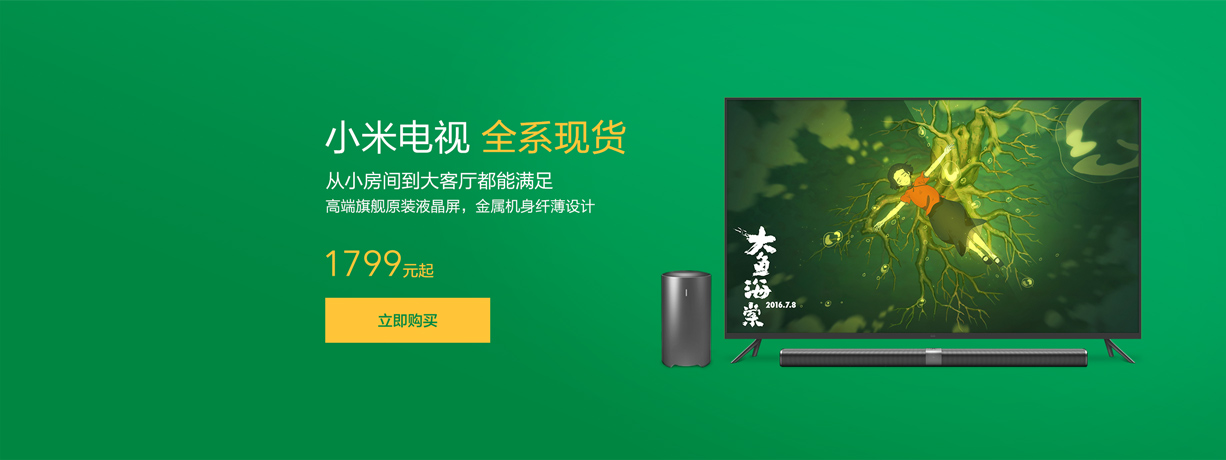 小米电视 全系现货
从小房间到大客厅都能满足
高端旗舰原装液晶屏，金属机身纤薄设计
1799元起
立即购买
大鱼海棠
2016.7.8